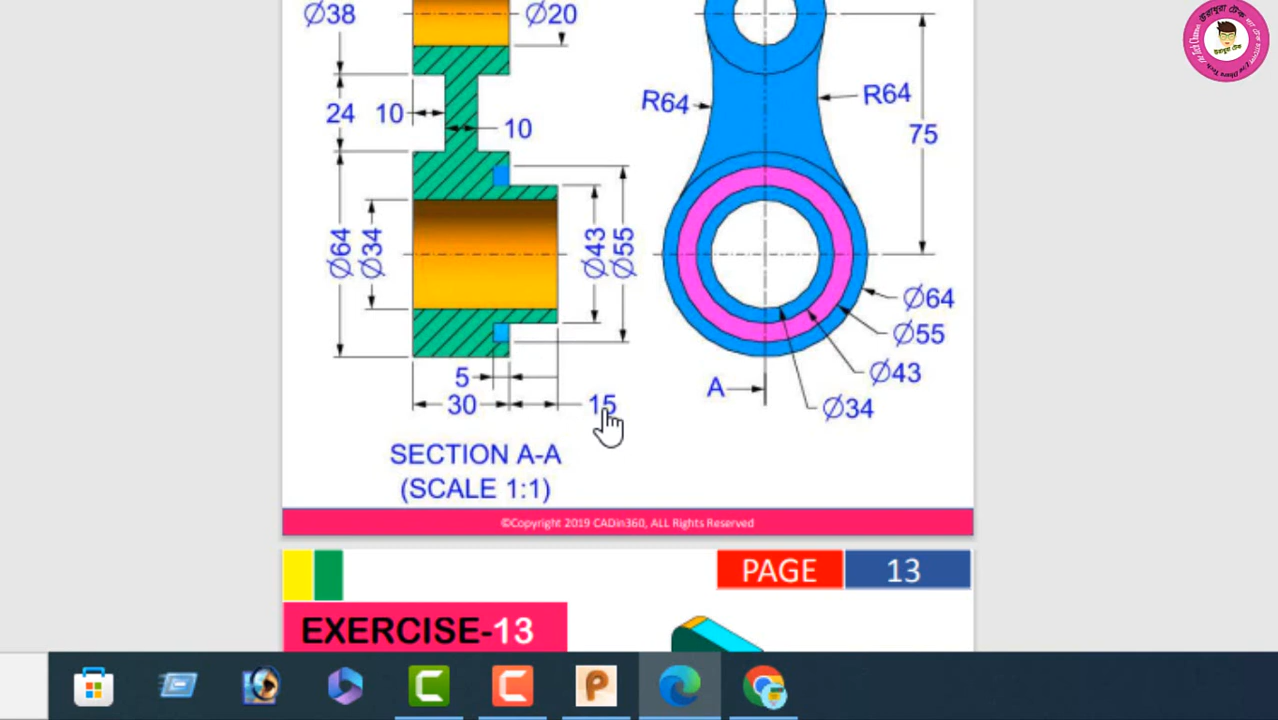 Ø38
Ø20
24
10
10
R64
R64
75
Ø64
Ø34
Ø43
Ø55
Ø64
Ø55
Ø43
Ø34
5
30
15
A
SECTION A-A
(SCALE 1:1)
©Copyright 2019 CADin360, ALL Rights Reserved
PAGE
13
EXERCISE-13